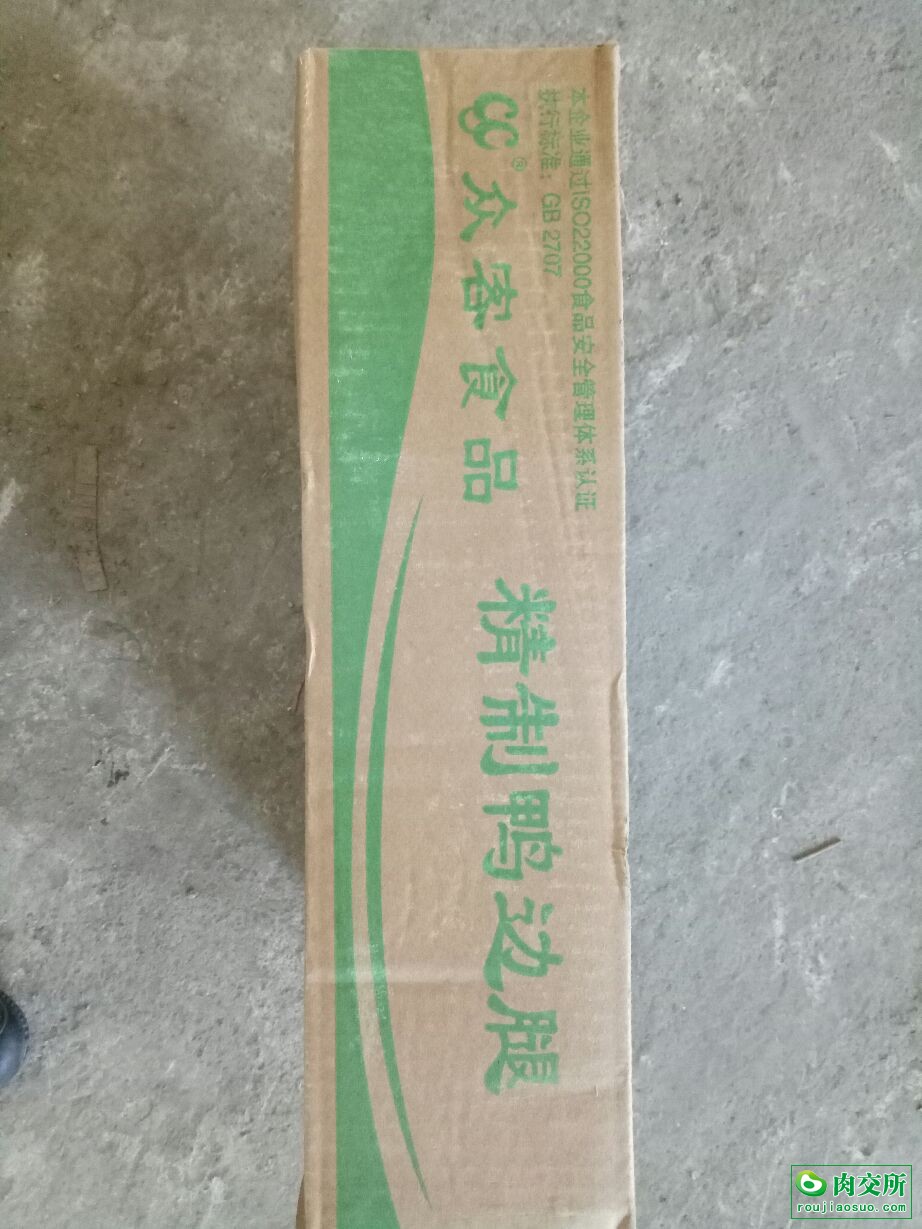 本企业通过ISO22000食品安全管理体系认证
执行标准：GB 2707
众客食品
精制鸭边腿
肉交所
roujiaosuo.com